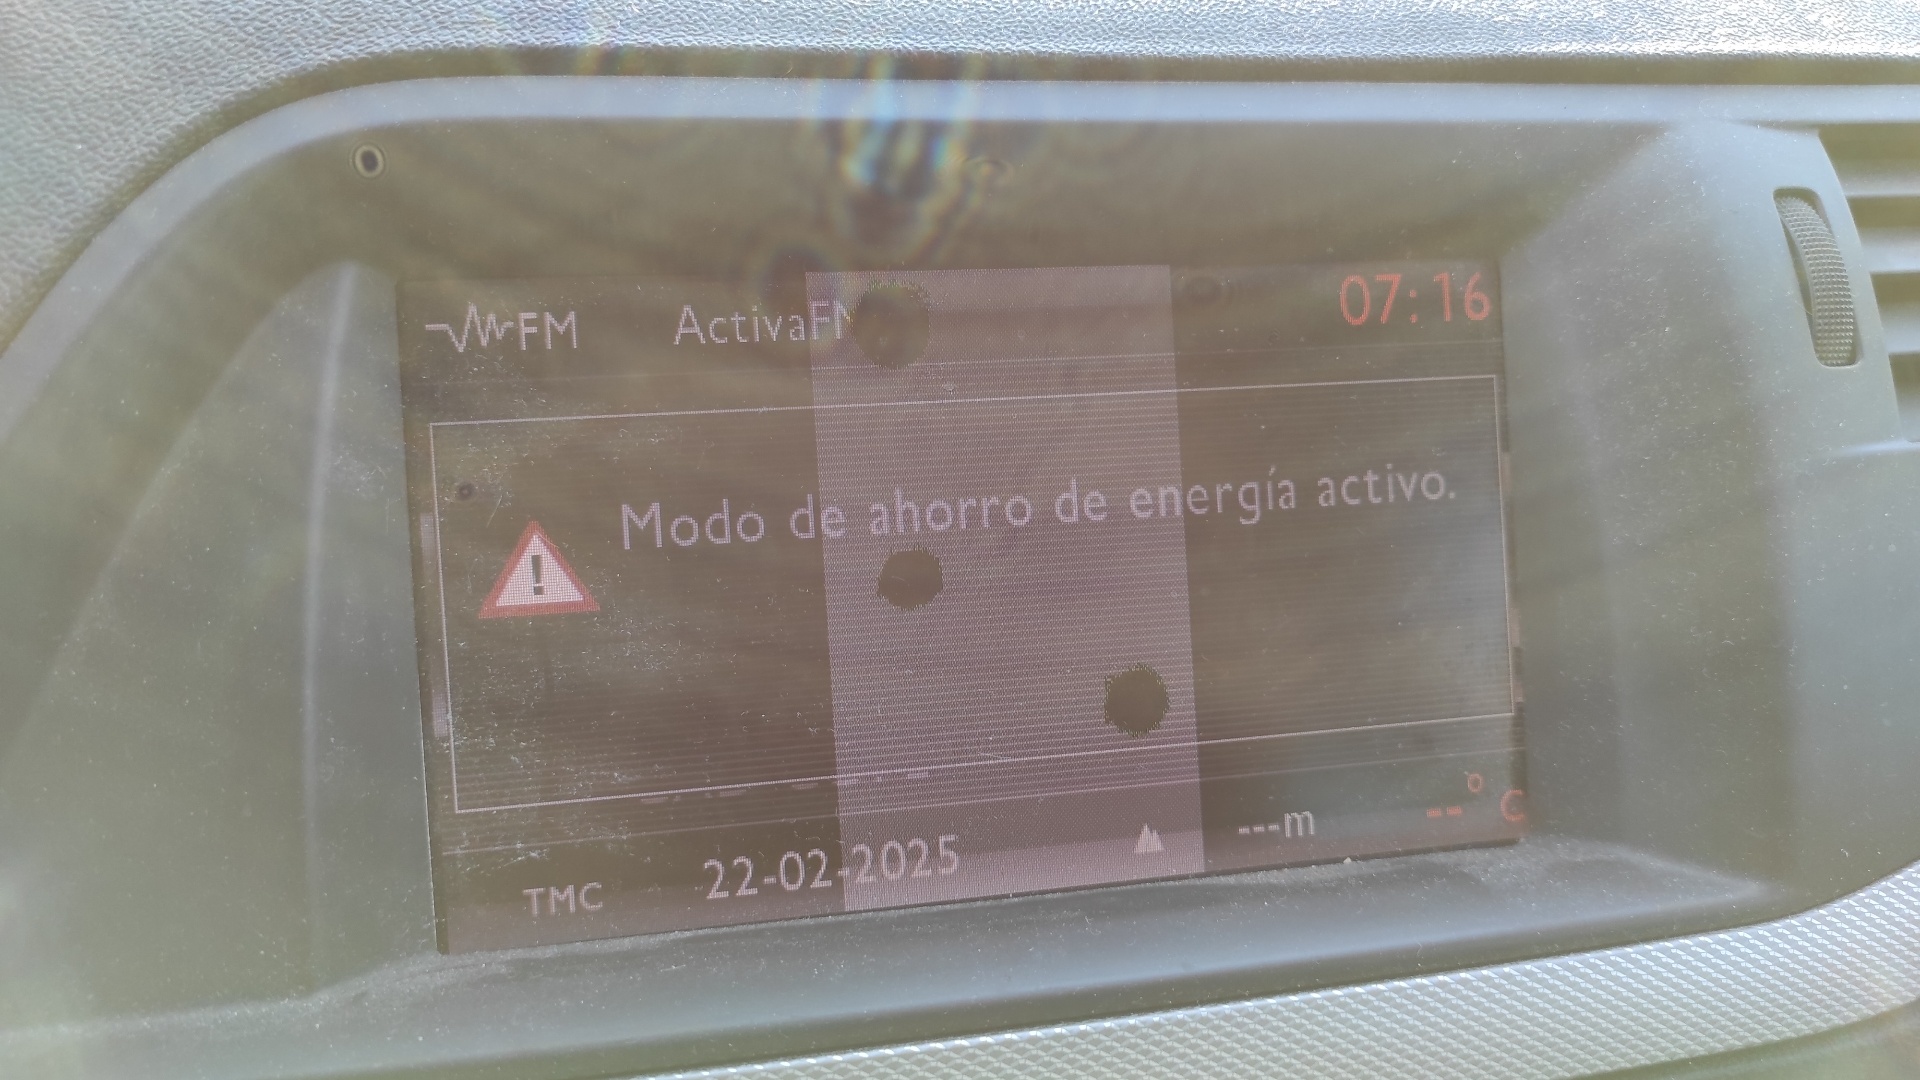 FM ActivaFM 07:16
Modo de ahorro de energía activo.
TMC 22-02-2025 ---m --°C